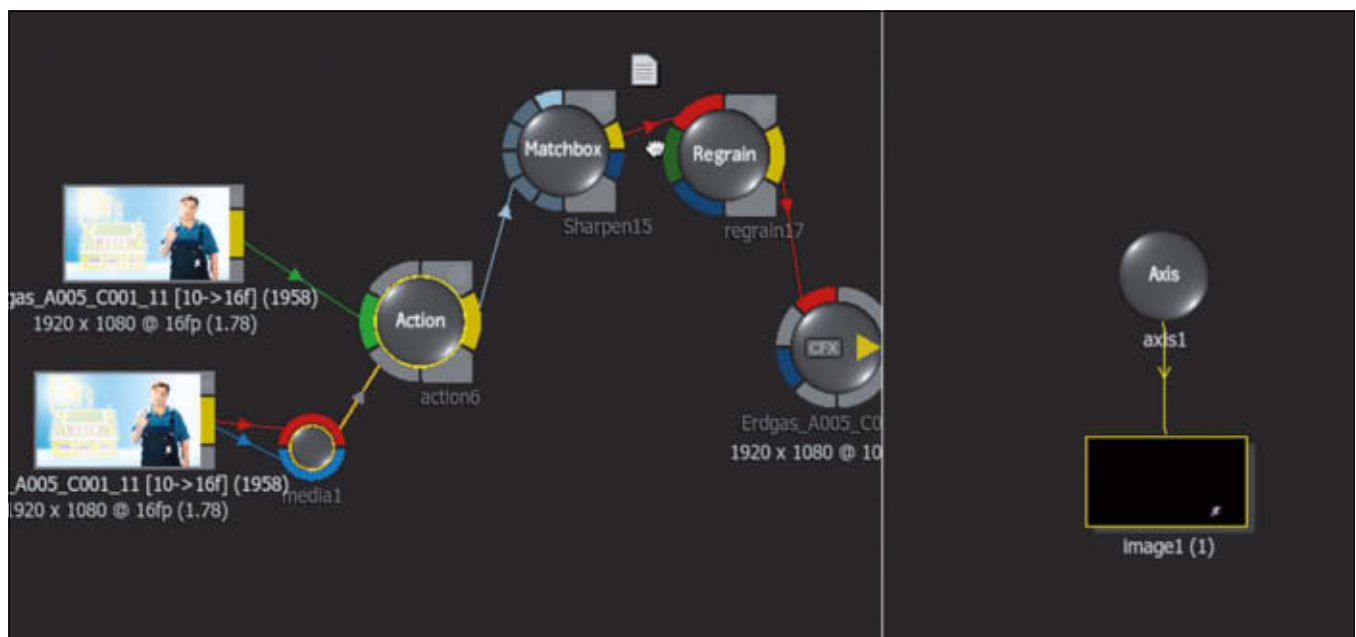 Matchbox
Sharpen15
Regrain
regrain17
gas_A005_C001_11 [10->16f] (1958)
1920 x 1080 @ 16fp (1.78)
Action
action6
_A005_C001_11 [10->16f] (1958)
1920 x 1080 @ 16fp (1.78)
media1
CFX
Erdgas_A005_C0
1920 x 1080 @ 10
Axis
axis1
image1 (1)